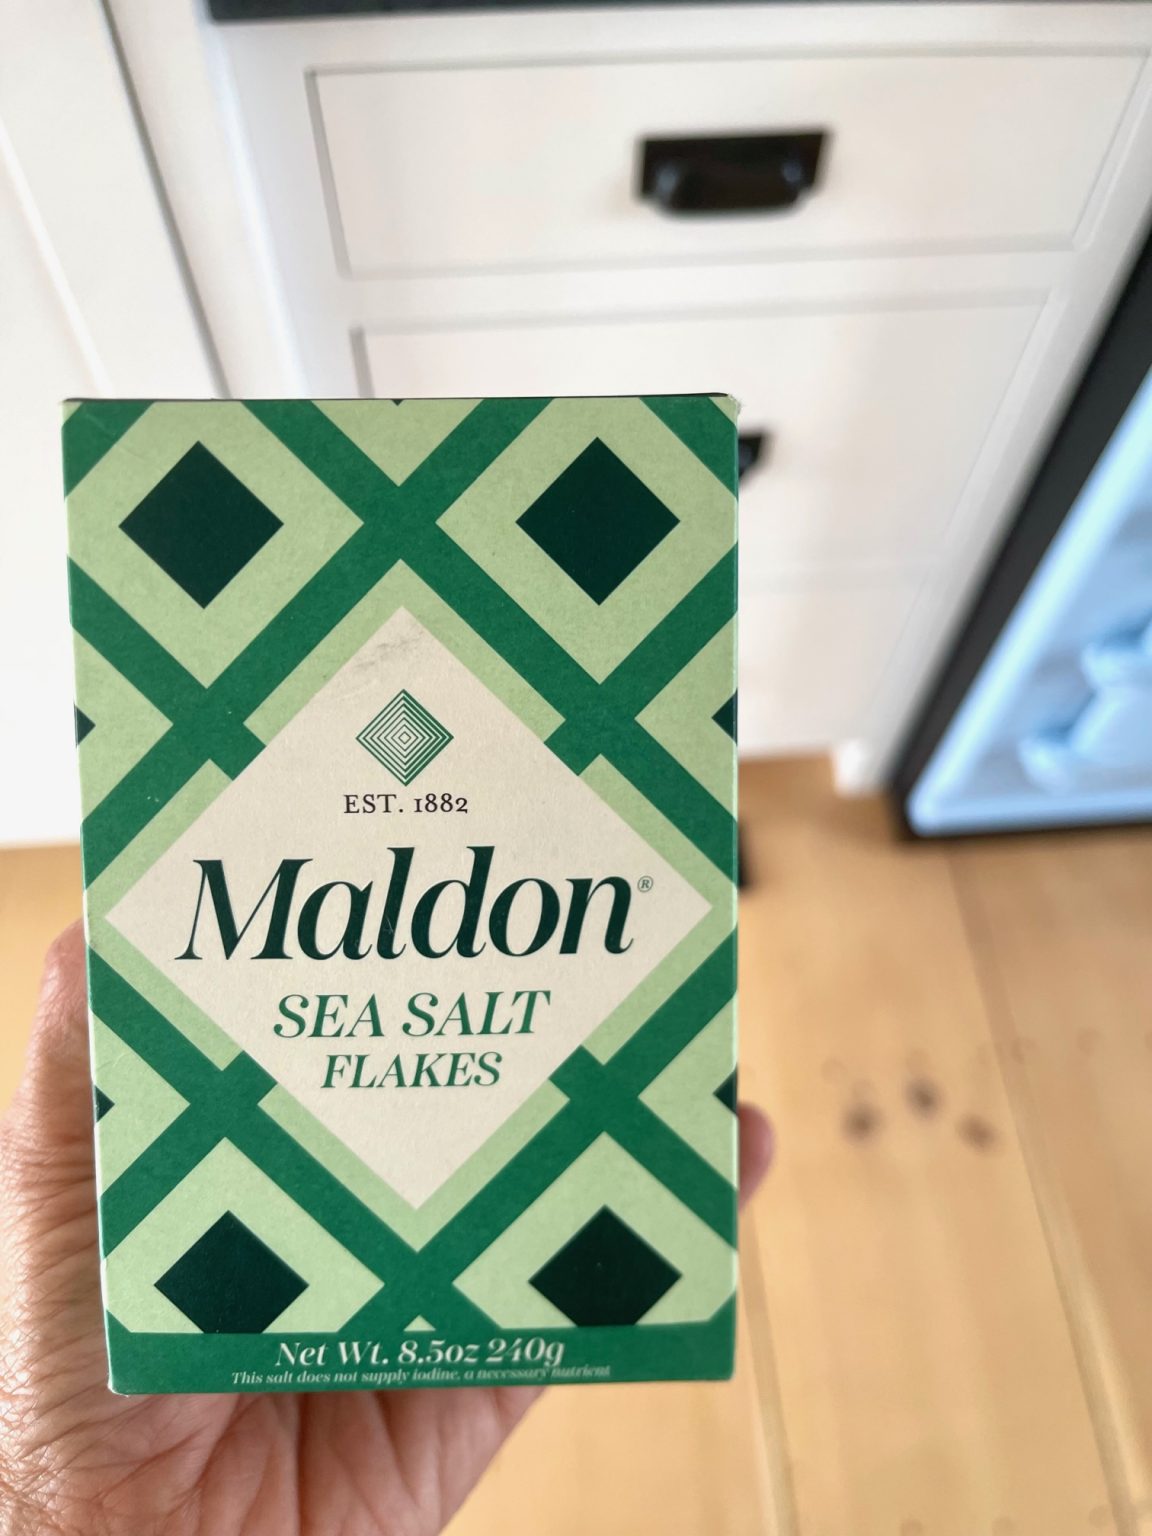 EST. 1882
Maldon®
SEA SALT
FLAKES
Net Wt. 8.5oz 240g
This salt does not supply iodine, a necessary nutrient